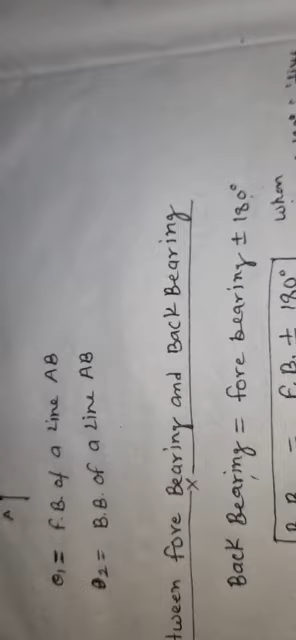 A
θ1 = F.B. of a Line AB
θ2 = B.B. of a Line AB
tween fore Bearing and Back Bearing
x
Back Bearing = fore bearing ± 180°
B.B. = F.B. ± 180° when